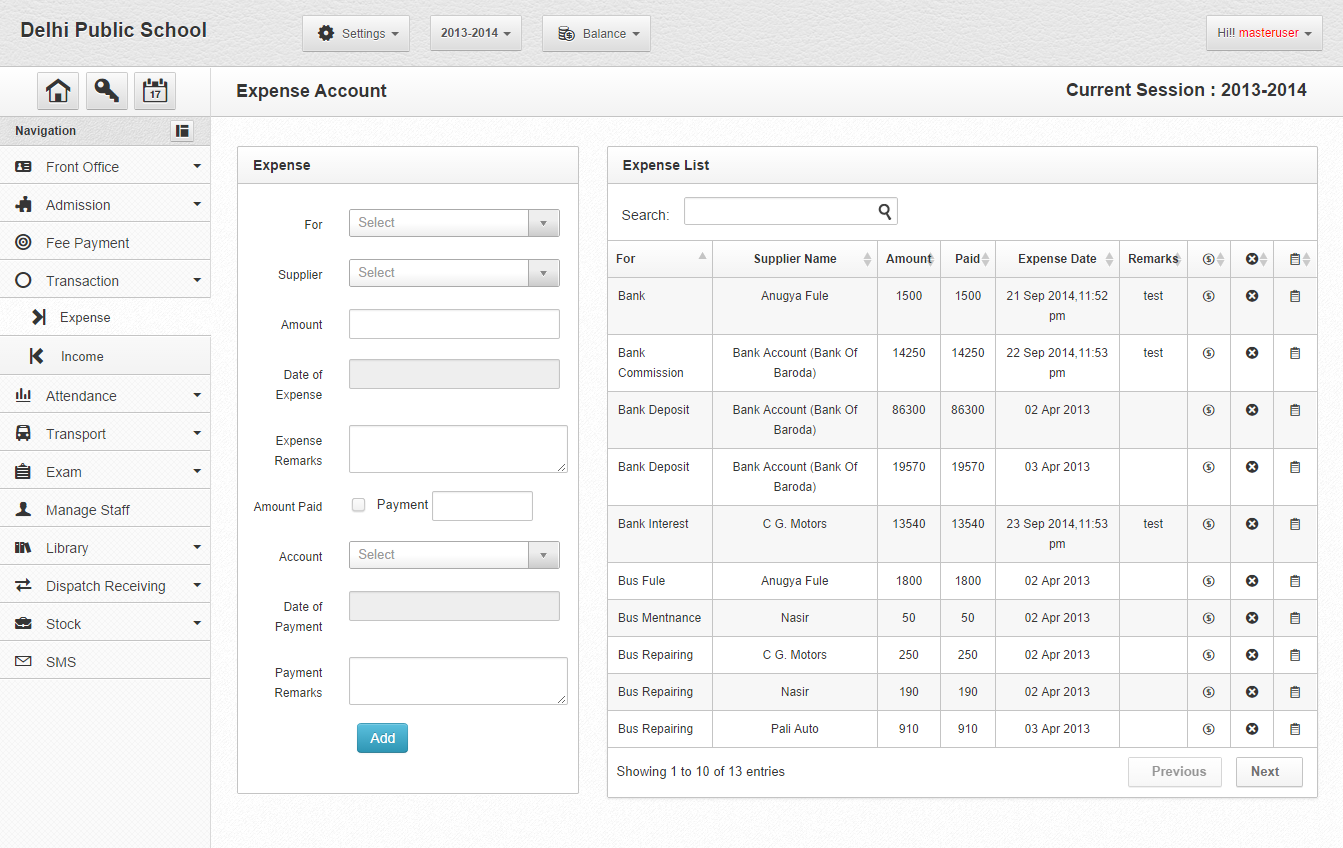 Delhi Public School
Settings
2013-2014
Balance
Hi!! masteruser
17
Expense Account
Current Session : 2013-2014
Navigation
Front Office
Admission
Fee Payment
Transaction
Expense
Income
Attendance
Transport
Exam
Manage Staff
Library
Dispatch Receiving
Stock
SMS
Expense
For
Select
Supplier
Select
Amount
Date of
Expense
Expense
Remarks
Amount Paid
Payment
Account
Select
Date of
Payment
Payment
Remarks
Add
Expense List
Search:
For Supplier Name Amount Paid Expense Date Remarks
Bank Anugya Fule 1500 1500 21 Sep 2014,11:52 test
pm
Bank Bank Account (Bank Of 14250 14250 22 Sep 2014,11:53 test
Commission Baroda) pm
Bank Deposit Bank Account (Bank Of 86300 86300 02 Apr 2013
Baroda)
Bank Deposit Bank Account (Bank Of 19570 19570 03 Apr 2013
Baroda)
Bank Interest C G. Motors 13540 13540 23 Sep 2014,11:53 test
pm
Bus Fule Anugya Fule 1800 1800 02 Apr 2013
Bus Mentnance Nasir 50 50 02 Apr 2013
Bus Repairing C G. Motors 250 250 02 Apr 2013
Bus Repairing Nasir 190 190 02 Apr 2013
Bus Repairing Pali Auto 910 910 03 Apr 2013
Showing 1 to 10 of 13 entries
Previous
Next